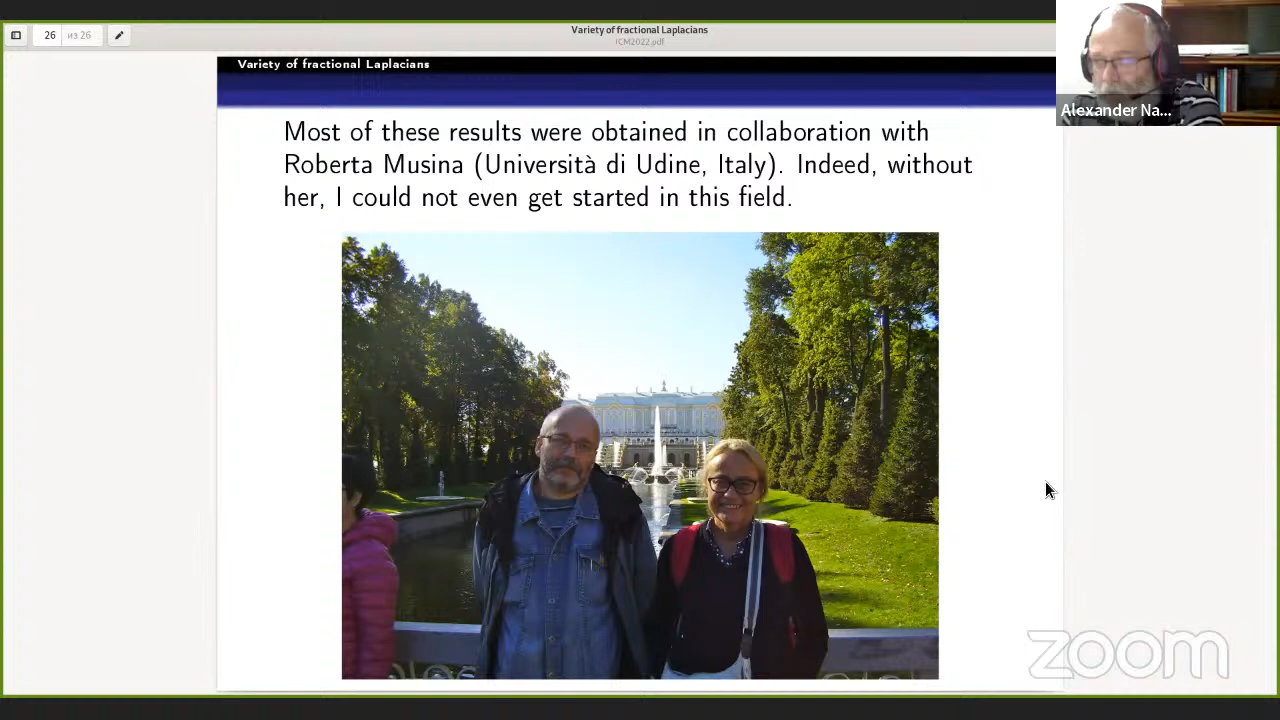 Variety of fractional Laplacians
ICM2022.pdf
26 из 26
Variety of fractional Laplacians
Alexander Na...
Most of these results were obtained in collaboration with
Roberta Musina (Università di Udine, Italy). Indeed, without
her, I could not even get started in this field.
zoom